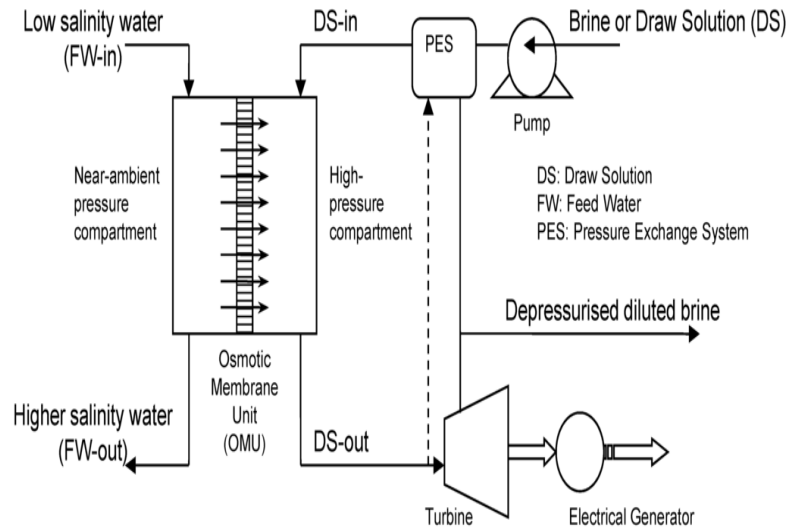 Low salinity water
(FW-in)
DS-in
PES
Brine or Draw Solution (DS)
Pump
Near-ambient
pressure
compartment
High-
pressure
compartment
DS: Draw Solution
FW: Feed Water
PES: Pressure Exchange System
Depressurised diluted brine
Osmotic
Membrane
Unit
(OMU)
Higher salinity water
(FW-out)
DS-out
Turbine
Electrical Generator